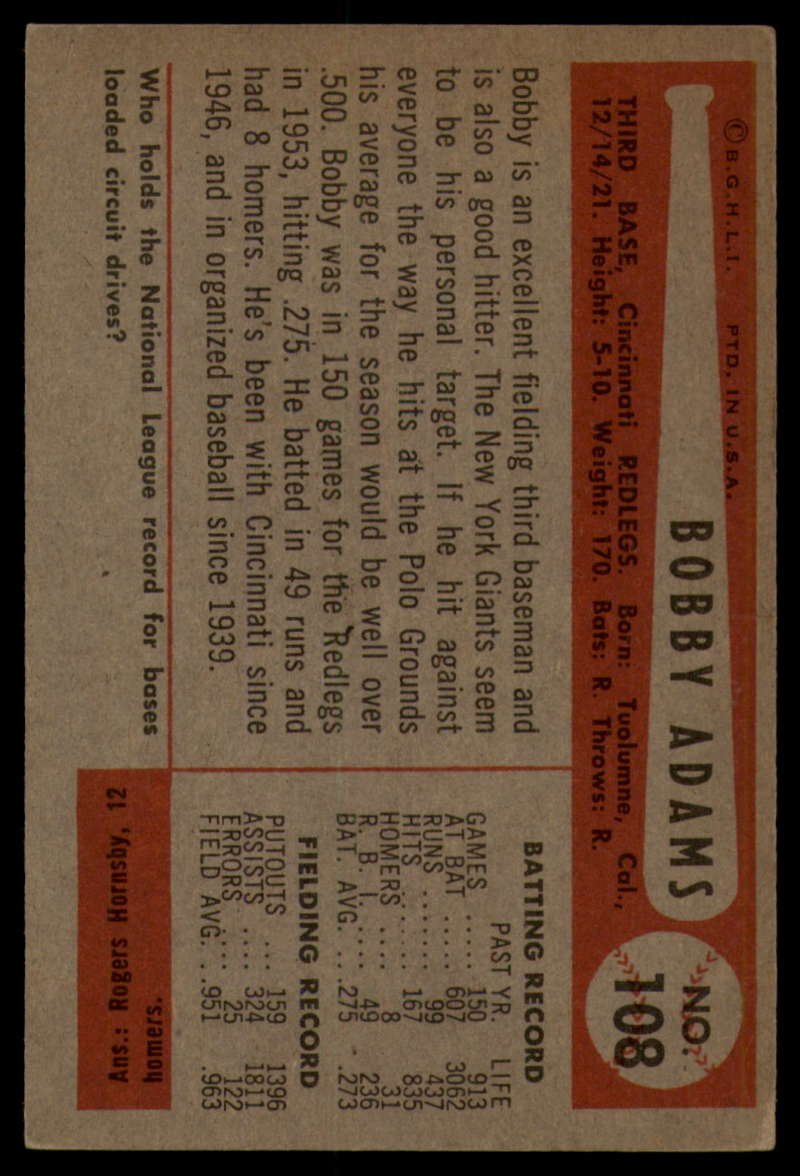 © B.G.H.L.I. PTD. IN U.S.A.
BOBBY ADAMS
NO. 108
THIRD BASE, Cincinnati REDLEGS. Born: Tuolumne, Cal.,
12/14/21. Height: 5-10. Weight: 170. Bats: R. Throws: R.
Bobby is an excellent fielding third baseman and
is also a good hitter. The New York Giants seem
to be his personal target. If he hit against
everyone the way he hits at the Polo Grounds
his average for the season would be well over
.500. Bobby was in 150 games for the Redlegs
in 1953, hitting .275. He batted in 49 runs and
had 8 homers. He's been with Cincinnati since
1946, and in organized baseball since 1939.
BATTING RECORD
PAST YR. LIFE
GAMES ..... 150 913
AT BAT ..... 607 3062
RUNS ....... 99 437
HITS ...... 167 835
HOMERS .... 8 31
R. B. I. .... 49 236
BAT. AVG. . . .275 .273
FIELDING RECORD
PUTOUTS ... 159 1396
ASSISTS .... 324 1811
ERRORS .... 25 122
FIELD AVG. . .951 .963
Who holds the National League record for bases
loaded circuit drives?
Ans.: Rogers Hornsby, 12
homers.